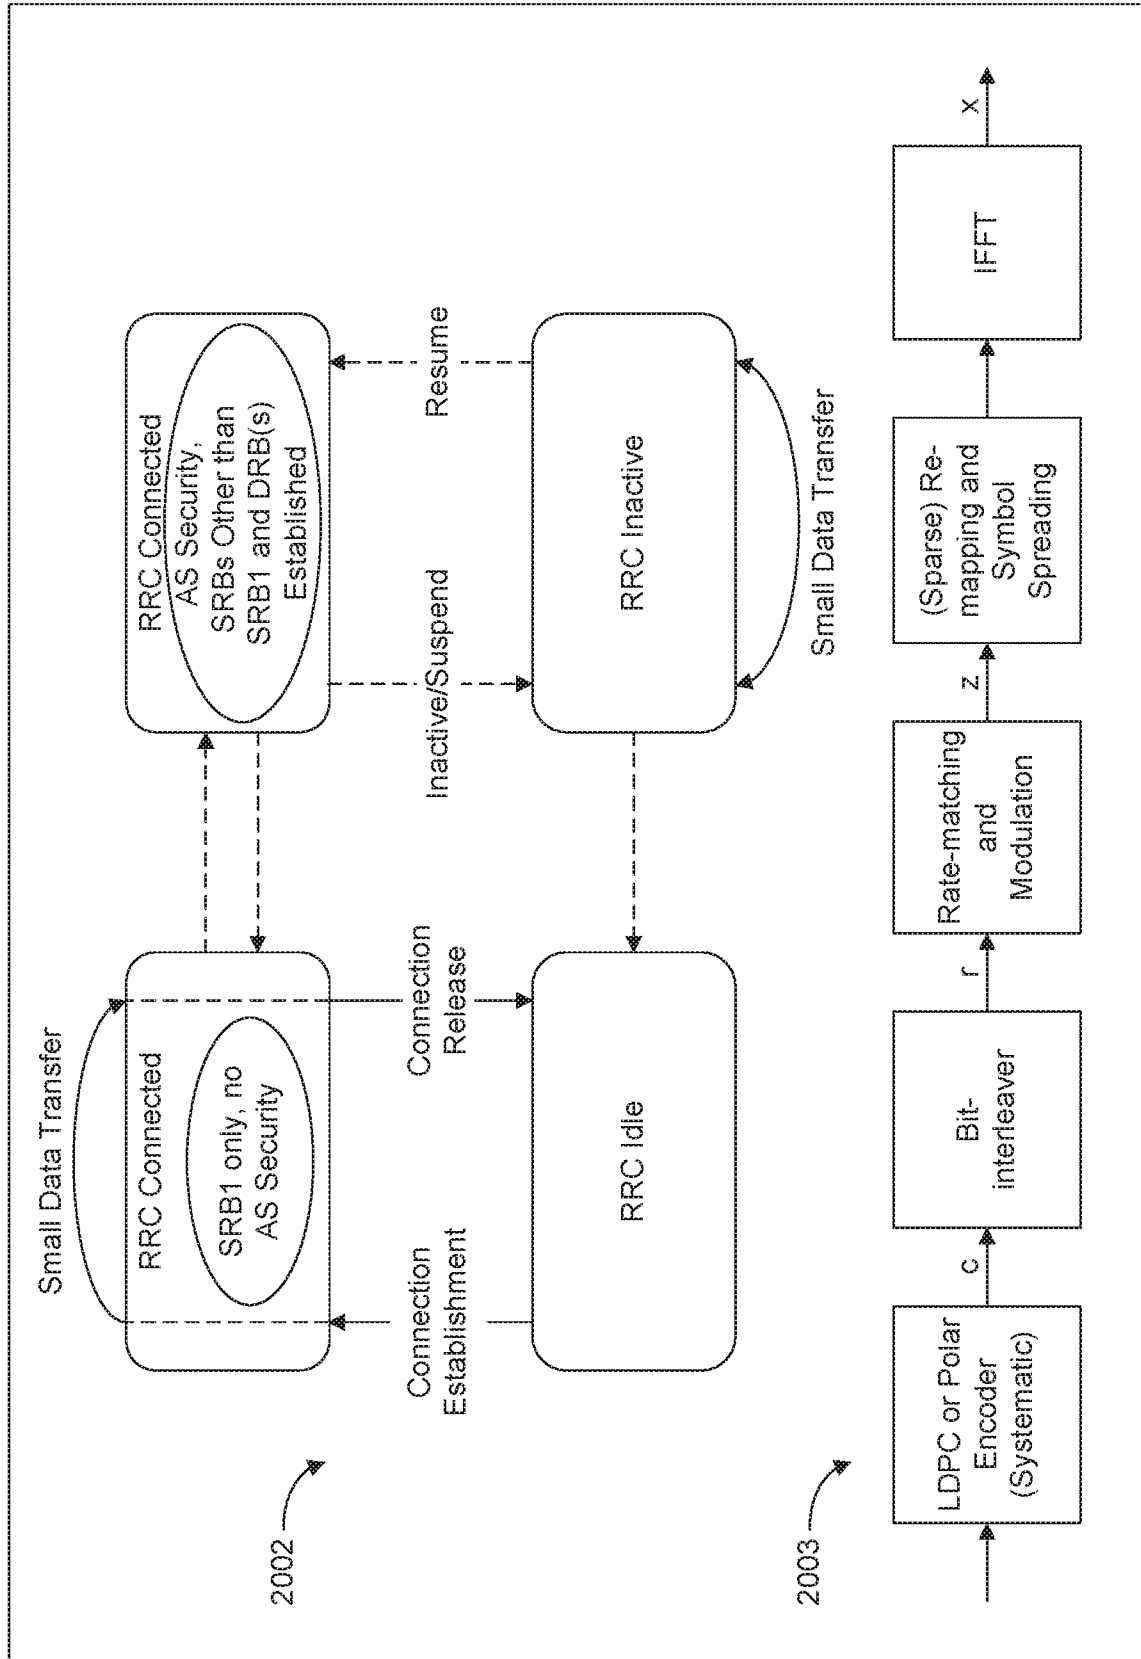 2002
Small Data Transfer
RRC Connected
SRB1 only, no
AS Security
RRC Connected
AS Security,
SRBs Other than
SRB1 and DRB(s)
Established
Connection
Establishment
Connection
Release
Inactive/Suspend
Resume
RRC Idle
RRC Inactive
Small Data Transfer
2003
LDPC or Polar
Encoder
(Systematic)
c
Bit-
interleaver
r
Rate-matching
and
Modulation
z
(Sparse) Re-
mapping and
Symbol
Spreading
IFFT
x